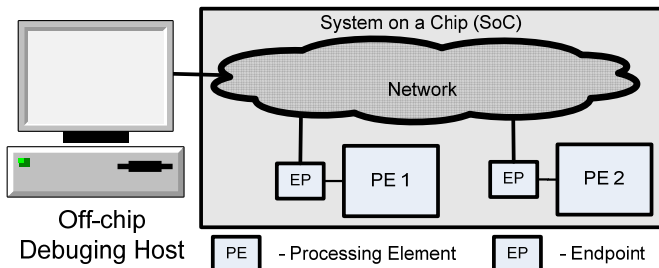 System on a Chip (SoC)
Network
EP
PE 1
EP
PE 2
Off-chip
Debuging Host
PE
- Processing Element
EP
- Endpoint